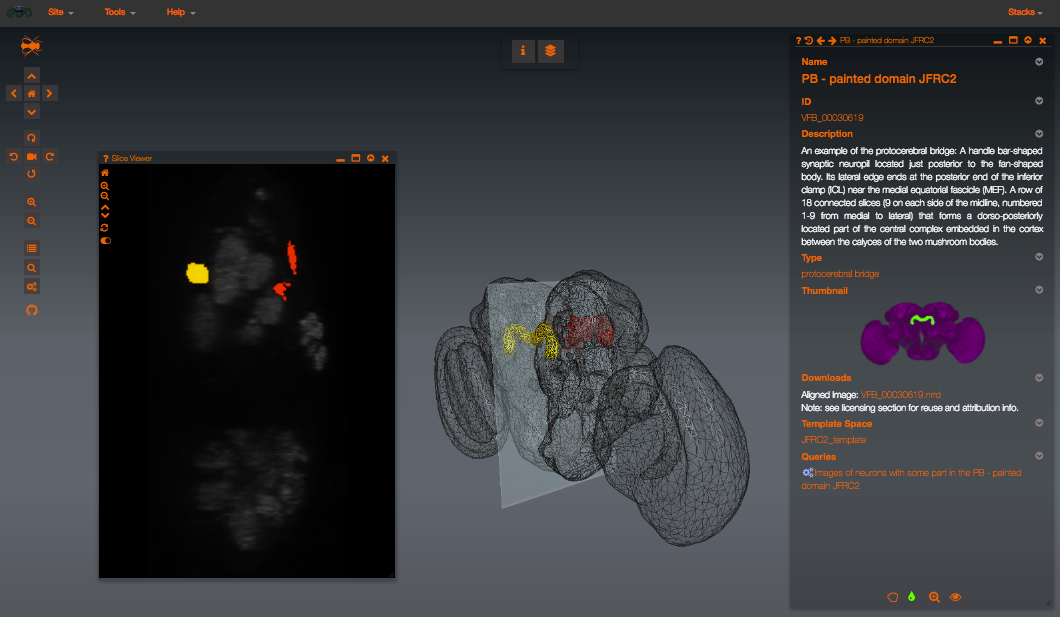 Site Tools Help Stacks
? PB - painted domain JFRC2
Name
PB - painted domain JFRC2
ID
VFB_00030619
Description
An example of the protocerebral bridge: A handle bar-shaped
synaptic neuropil located just posterior to the fan-shaped
body. Its lateral edge ends at the posterior end of the inferior
clamp (ICL) near the medial equatorial fascicle (MEF). A row of
18 connected slices (9 on each side of the midline, numbered
1-9 from medial to lateral) that forms a dorso-posteriorly
located part of the central complex embedded in the cortex
between the calyces of the two mushroom bodies.
Type
protocerebral bridge
Thumbnail
Downloads
Aligned Image: VFB_00030619.nrrd
Note: see licensing section for reuse and attribution info.
Template Space
JFRC2_template
Queries
Images of neurons with some part in the PB - painted
domain JFRC2
? Slice Viewer